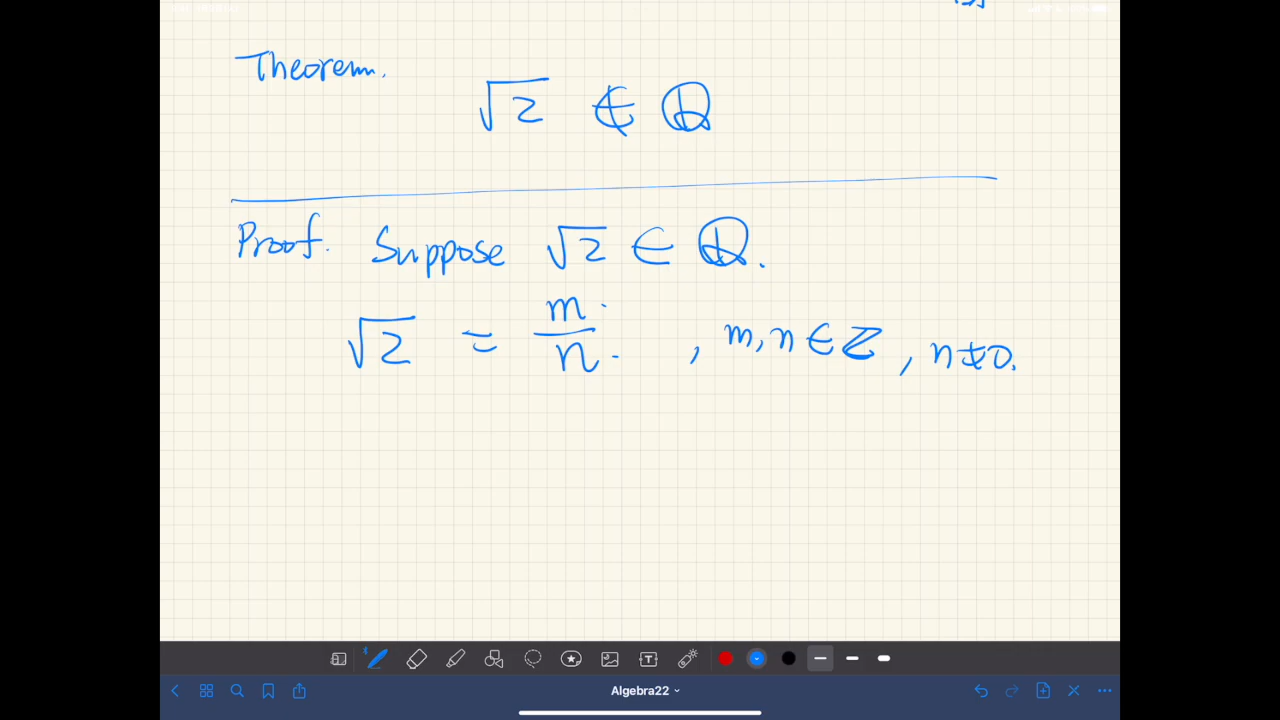 Theorem.
√2 ∉ ℚ
Proof. Suppose √2 ∈ ℚ.
√2 = m/n , m,n ∈ ℤ , n≠0.
Algebra22